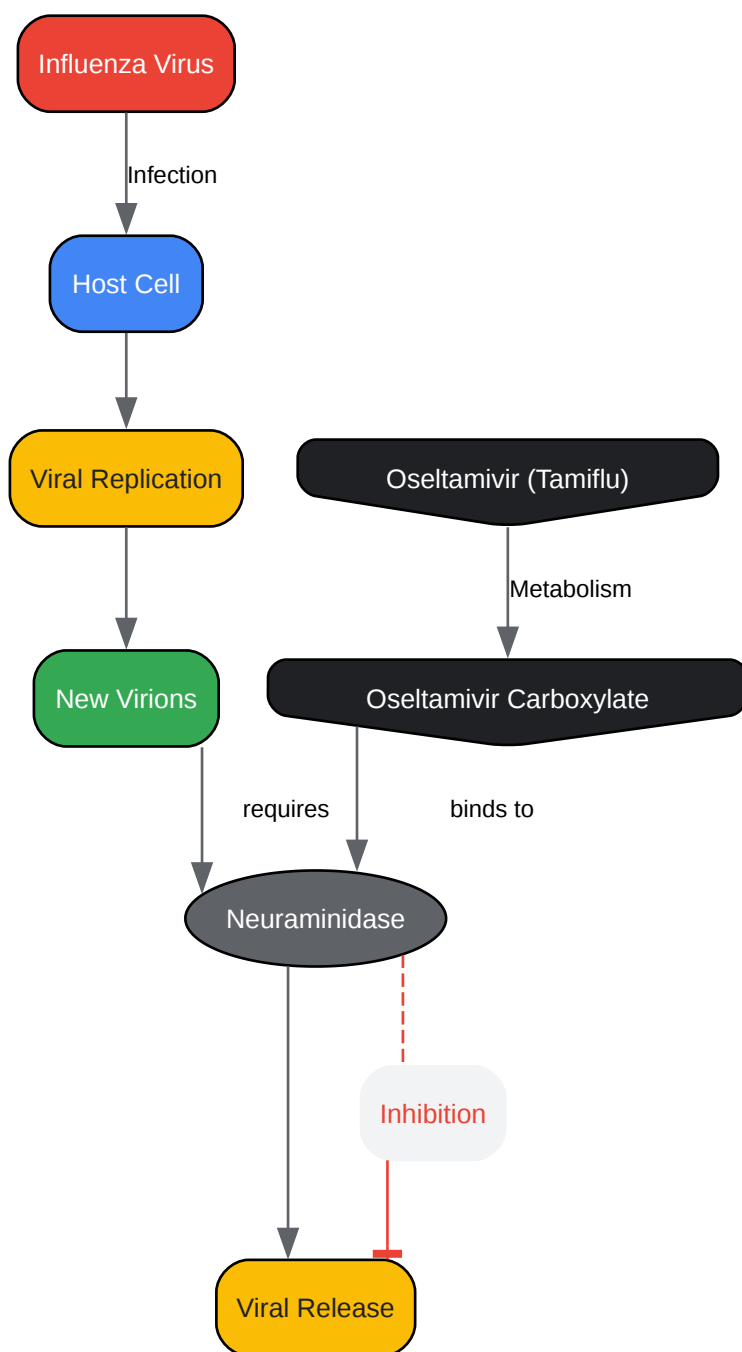 Influenza Virus
Infection
Host Cell
Viral Replication
Oseltamivir (Tamiflu)
Metabolism
New Virions
Oseltamivir Carboxylate
requires
binds to
Neuraminidase
Inhibition
Viral Release